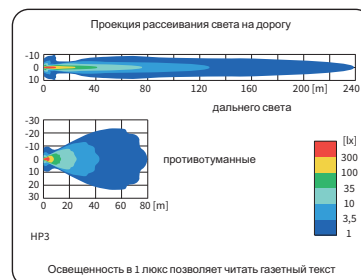 Проекция рассеивания света на дорогу
-10
0
10
0 40 80 120 160 200 [m] 240
дальнего света
-30
-20
-10
0
10
20
30
0 20 40 60 80 [m]
противотуманные
[lx]
300
100
35
10
3,5
1
HP3
Освещенность в 1 люкс позволяет читать газетный текст